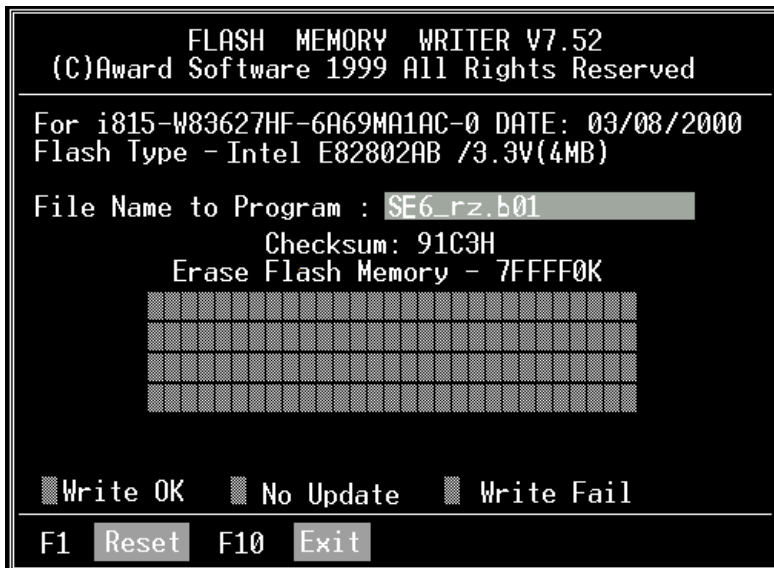 FLASH MEMORY WRITER V7.52
(C)Award Software 1999 All Rights Reserved
For i815-W83627HF-6A69MA1AC-0 DATE: 03/08/2000
Flash Type - Intel E82802AB /3.3V(4MB)
File Name to Program : SE6_rz.b01
Checksum: 91C3H
Erase Flash Memory - 7FFFF0K
Write OK No Update Write Fail
F1 Reset F10 Exit